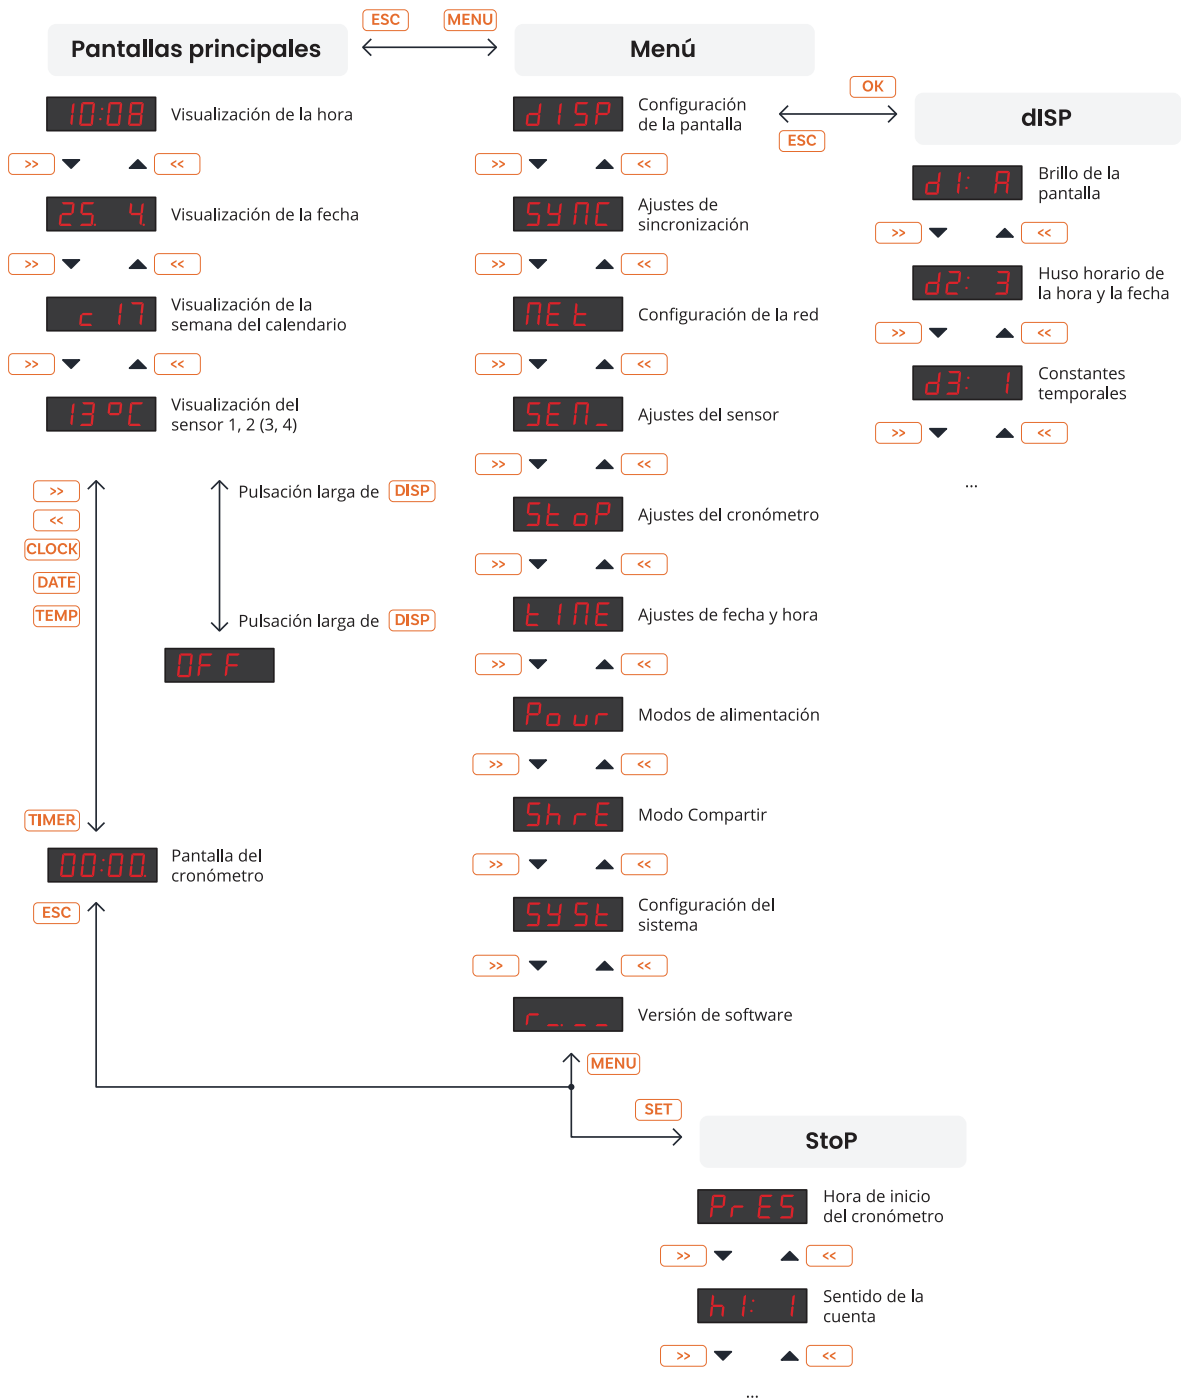 ESC MENU
Pantallas principales
10:08 Visualización de la hora
>> <<
25. 4. Visualización de la fecha
>> <<
c 17 Visualización de la
semana del calendario
>> <<
13 °C Visualización del
sensor 1, 2 (3, 4)
>>
<<
CLOCK
DATE
TEMP
Pulsación larga de DISP
Pulsación larga de DISP
OFF
TIMER
00:00. Pantalla del
cronómetro
ESC
Menú
dISP Configuración
de la pantalla
>> <<
SYNC Ajustes de
sincronización
>> <<
NEt Configuración de la red
>> <<
SEN_ Ajustes del sensor
>> <<
StoP Ajustes del cronómetro
>> <<
tIME Ajustes de fecha y hora
>> <<
Pour Modos de alimentación
>> <<
ShrE Modo Compartir
>> <<
SYSt Configuración del
sistema
>> <<
r_._ _ Versión de software
MENU
OK
ESC
dISP
d1: A Brillo de la
pantalla
>> <<
d2: 3 Huso horario de
la hora y la fecha
>> <<
d3: 1 Constantes
temporales
>> <<
...
SET
StoP
PrES Hora de inicio
del cronómetro
>> <<
h1: 1 Sentido de la
cuenta
>> <<
...